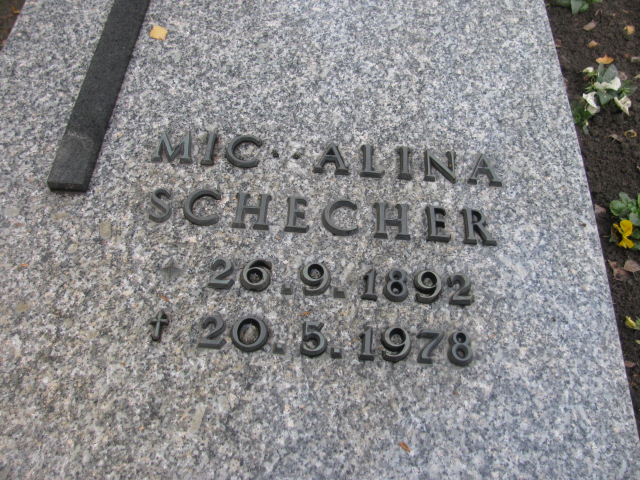 MIC. ALINA
SCHECHER
26.9.1892
✝ 20.5.1978